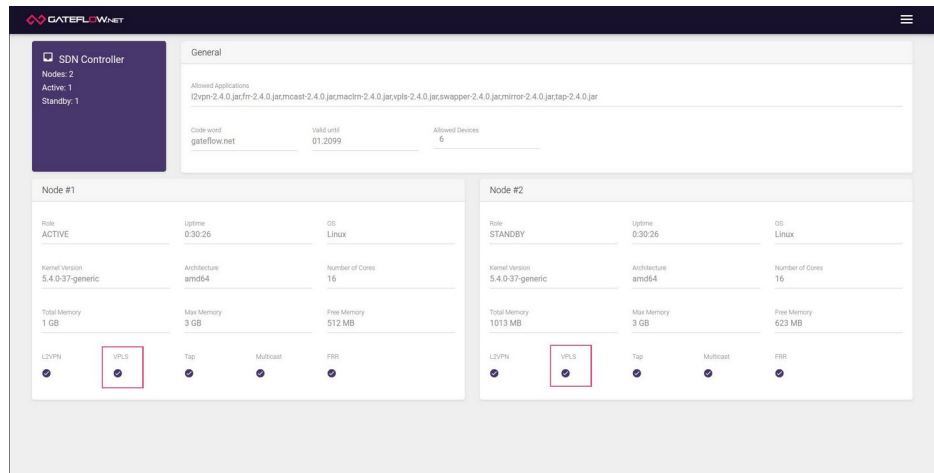 GATEFLOW.NET
SDN Controller
Nodes: 2
Active: 1
Standby: 1
General
Allowed Applications
l2vpn-2.4.0.jar,frr-2.4.0.jar,mcast-2.4.0.jar,maclrn-2.4.0.jar,vpls-2.4.0.jar,swapper-2.4.0.jar,mirror-2.4.0.jar,tap-2.4.0.jar
Code word Valid until Allowed Devices
gateflow.net 01.2099 6
Node #1
Role Uptime OS
ACTIVE 0:30:26 Linux
Kernel Version Architecture Number of Cores
5.4.0-37-generic amd64 16
Total Memory Max Memory Free Memory
1 GB 3 GB 512 MB
L2VPN VPLS Tap Multicast FRR
Node #2
Role Uptime OS
STANDBY 0:30:26 Linux
Kernel Version Architecture Number of Cores
5.4.0-37-generic amd64 16
Total Memory Max Memory Free Memory
1013 MB 3 GB 623 MB
L2VPN VPLS Tap Multicast FRR